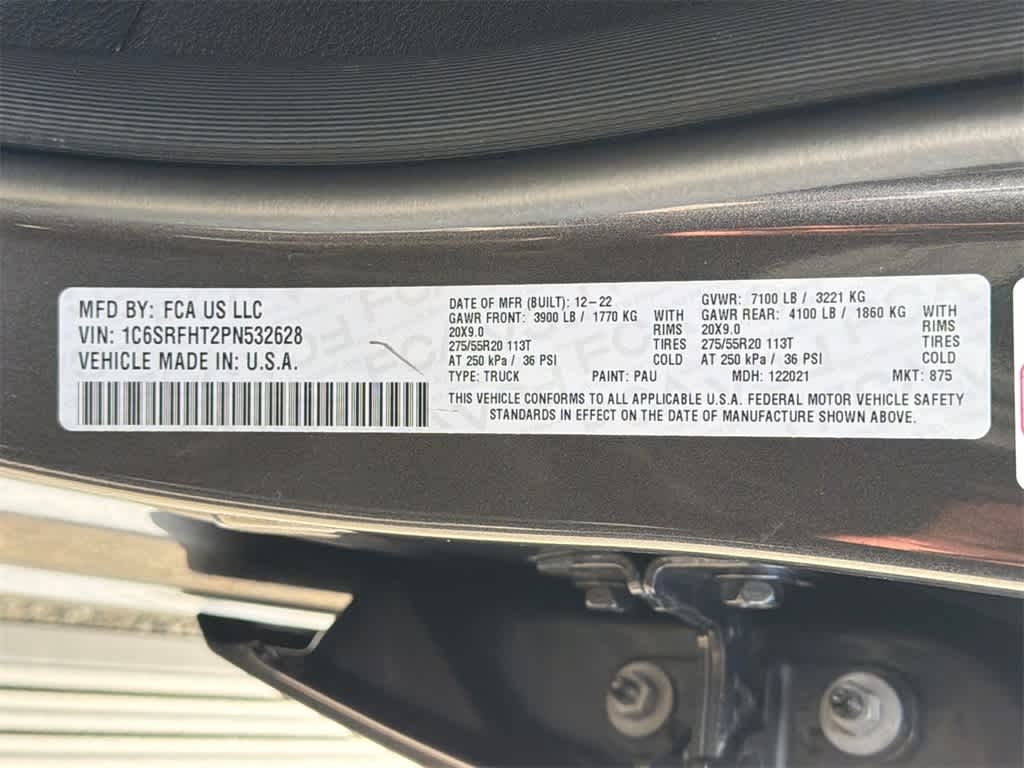 MFD BY: FCA US LLC
VIN: 1C6SRFHT2PN532628
VEHICLE MADE IN: U.S.A.
DATE OF MFR (BUILT): 12-22
GAWR FRONT: 3900 LB / 1770 KG WITH
20X9.0 RIMS
275/55R20 113T TIRES
AT 250 kPa / 36 PSI COLD
GVWR: 7100 LB / 3221 KG
GAWR REAR: 4100 LB / 1860 KG WITH
20X9.0 RIMS
275/55R20 113T TIRES
AT 250 kPa / 36 PSI COLD
TYPE: TRUCK PAINT: PAU MDH: 122021 MKT: 875
THIS VEHICLE CONFORMS TO ALL APPLICABLE U.S.A. FEDERAL MOTOR VEHICLE SAFETY
STANDARDS IN EFFECT ON THE DATE OF MANUFACTURE SHOWN ABOVE.